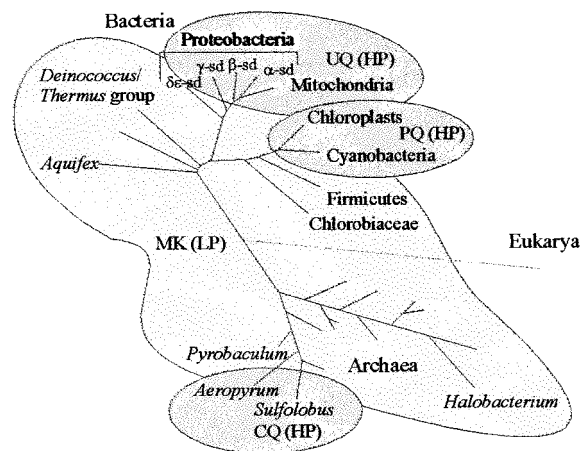 Bacteria
Proteobacteria
UQ (HP)
γ-sd β-sd α-sd
δε-sd
Mitochondria
Deinococcus/
Thermus group
Chloroplasts
PQ (HP)
Cyanobacteria
Aquifex
Firmicutes
Chlorobiaceae
MK (LP)
Eukarya
Pyrobaculum
Archaea
Aeropyrum
Sulfolobus
Halobacterium
CQ (HP)